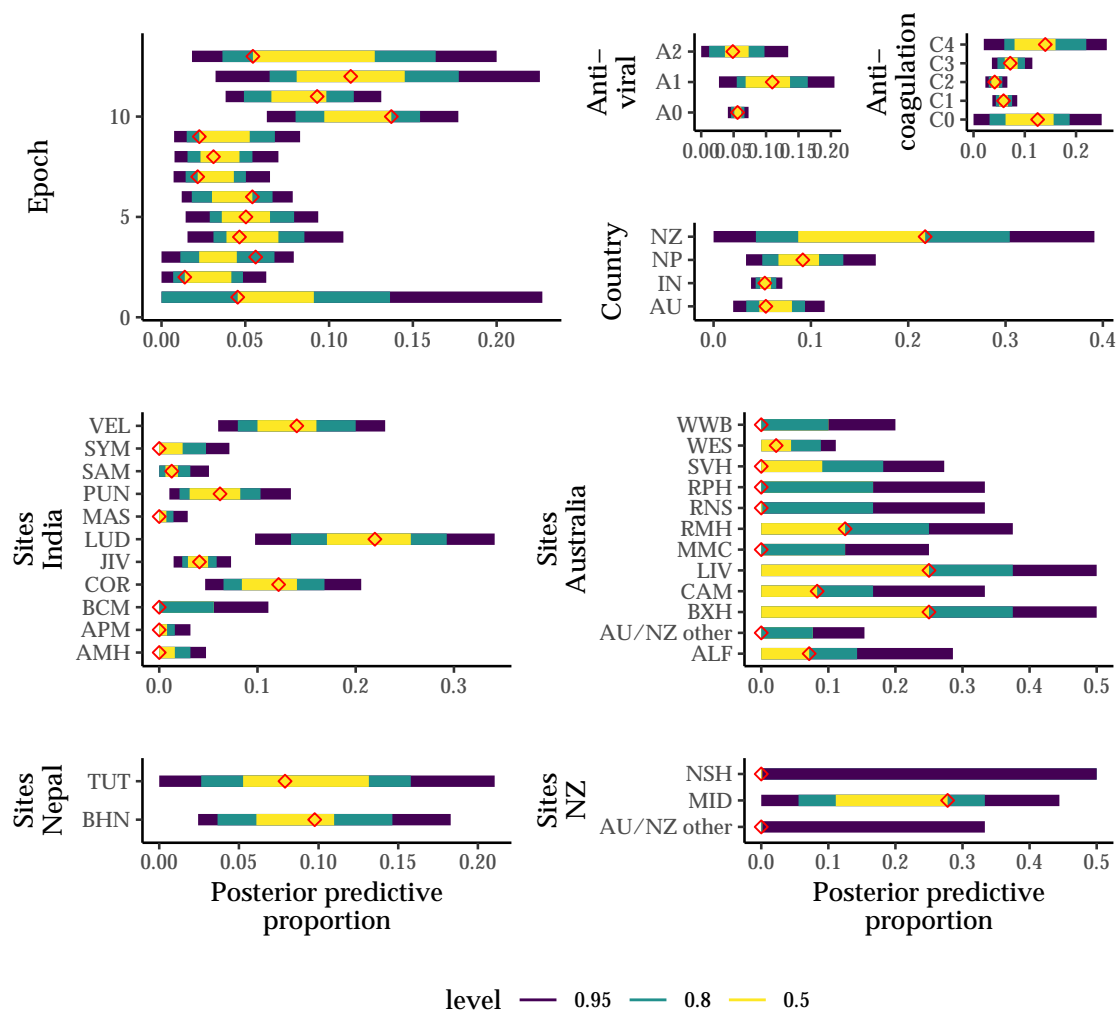 Epoch
10
5
0
0.00 0.05 0.10 0.15 0.20
Anti–
viral
A2
A1
A0
0.00 0.05 0.10 0.15 0.20
Anti–
coagulation
C4
C3
C2
C1
C0
0.0 0.1 0.2
Country
NZ
NP
IN
AU
0.0 0.1 0.2 0.3 0.4
Sites
India
VEL
SYM
SAM
PUN
MAS
LUD
JIV
COR
BCM
APM
AMH
0.0 0.1 0.2 0.3
Sites
Australia
WWB
WES
SVH
RPH
RNS
RMH
MMC
LIV
CAM
BXH
AU/NZ other
ALF
0.0 0.1 0.2 0.3 0.4 0.5
Sites
Nepal
TUT
BHN
0.00 0.05 0.10 0.15 0.20
Posterior predictive
proportion
Sites
NZ
NSH
MID
AU/NZ other
0.0 0.1 0.2 0.3 0.4 0.5
Posterior predictive
proportion
level 0.95 0.8 0.5